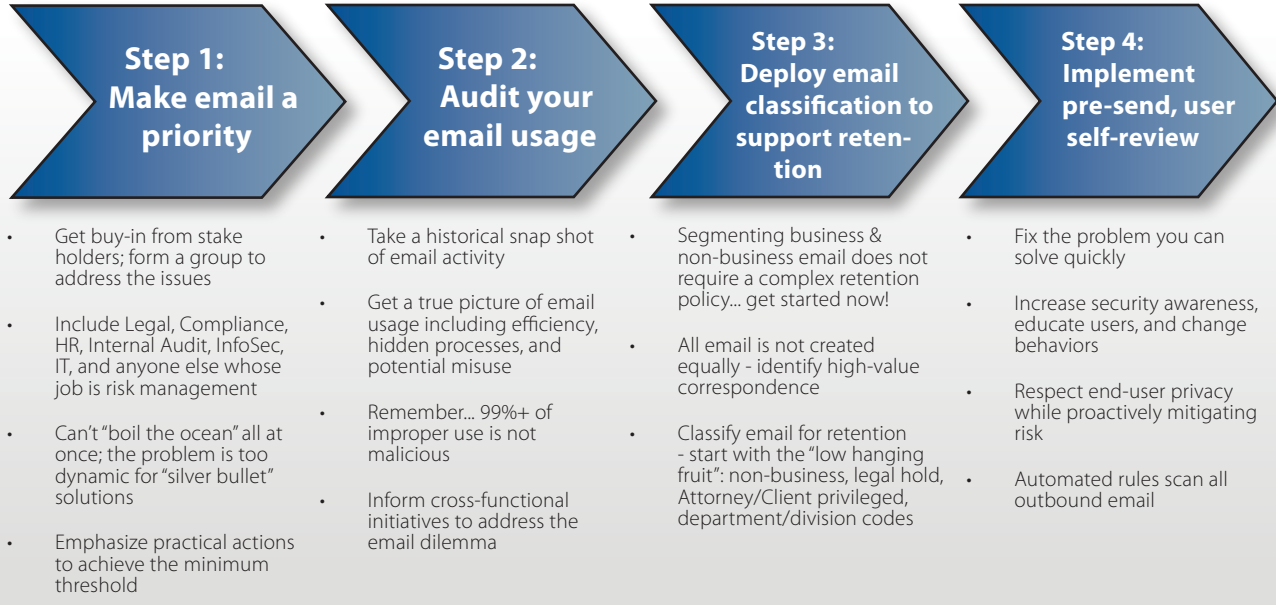 Step 1:
Make email a
priority
• Get buy-in from stake
holders; form a group to
address the issues
• Include Legal, Compliance,
HR, Internal Audit, InfoSec,
IT, and anyone else whose
job is risk management
• Can't "boil the ocean" all at
once; the problem is too
dynamic for "silver bullet"
solutions
• Emphasize practical actions
to achieve the minimum
threshold
Step 2:
Audit your
email usage
• Take a historical snap shot
of email activity
• Get a true picture of email
usage including efficiency,
hidden processes, and
potential misuse
• Remember... 99%+ of
improper use is not
malicious
• Inform cross-functional
initiatives to address the
email dilemma
Step 3:
Deploy email
classification to
support reten-
tion
• Segmenting business &
non-business email does not
require a complex retention
policy... get started now!
• All email is not created
equally - identify high-value
correspondence
• Classify email for retention
- start with the "low hanging
fruit": non-business, legal hold,
Attorney/Client privileged,
department/division codes
Step 4:
Implement
pre-send, user
self-review
• Fix the problem you can
solve quickly
• Increase security awareness,
educate users, and change
behaviors
• Respect end-user privacy
while proactively mitigating
risk
• Automated rules scan all
outbound email